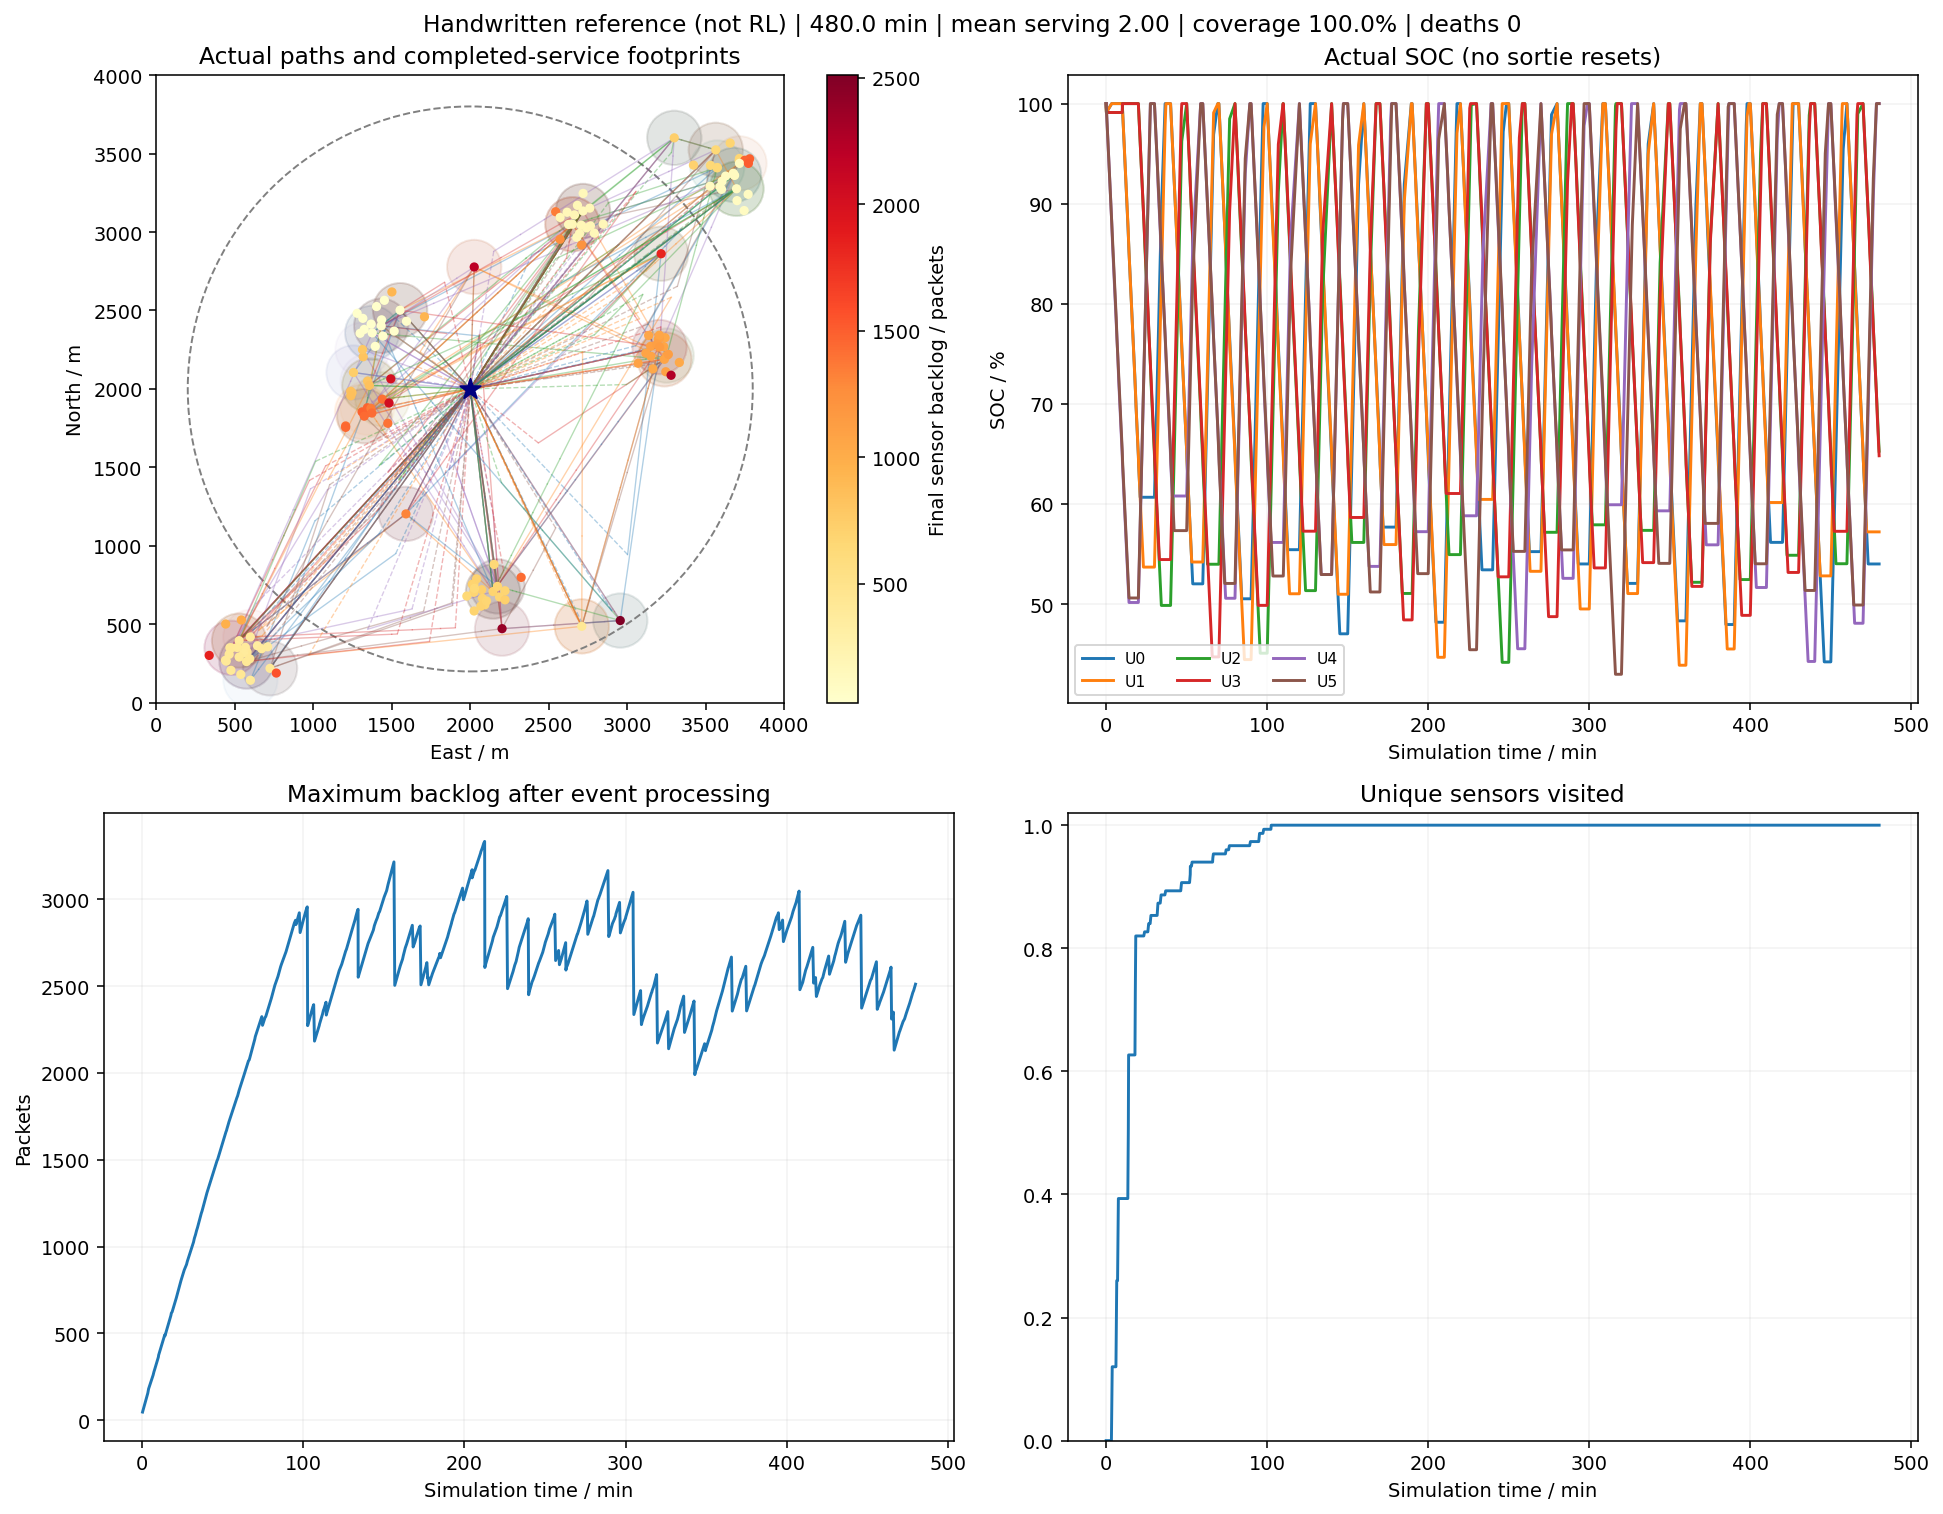 Handwritten reference (not RL) | 480.0 min | mean serving 2.00 | coverage 100.0% | deaths 0
Actual paths and completed-service footprints
4000
3500
3000
2500
2000
1500
1000
500
0
North / m
0 500 1000 1500 2000 2500 3000 3500 4000
East / m
2500
2000
1500
1000
500
Final sensor backlog / packets
Actual SOC (no sortie resets)
100
90
80
70
60
50
SOC / %
U0 U2 U4
U1 U3 U5
0 100 200 300 400 500
Simulation time / min
Maximum backlog after event processing
3000
2500
2000
1500
1000
500
0
Packets
0 100 200 300 400 500
Simulation time / min
Unique sensors visited
1.0
0.8
0.6
0.4
0.2
0.0
0 100 200 300 400 500
Simulation time / min